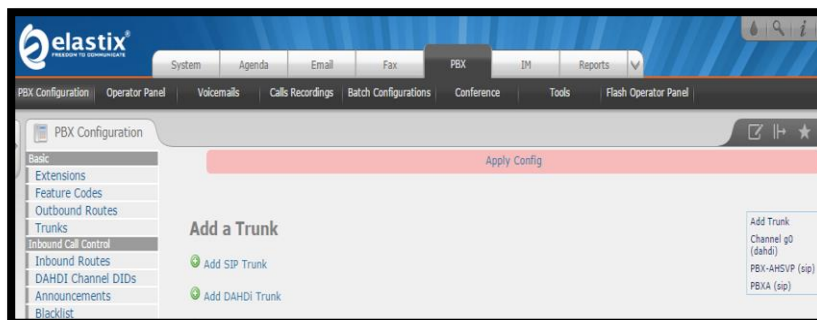 elastix®
FREEDOM TO COMMUNICATE
System Agenda Email Fax PBX IM Reports
PBX Configuration Operator Panel Voicemails Calls Recordings Batch Configurations Conference Tools Flash Operator Panel
PBX Configuration
Basic
Extensions
Feature Codes
Outbound Routes
Trunks
Inbound Call Control
Inbound Routes
DAHDI Channel DIDs
Announcements
Blacklist
Apply Config
Add a Trunk
Add SIP Trunk
Add DAHDi Trunk
Add Trunk
Channel g0
(dahdi)
PBX-AHSVP (sip)
PBXA (sip)